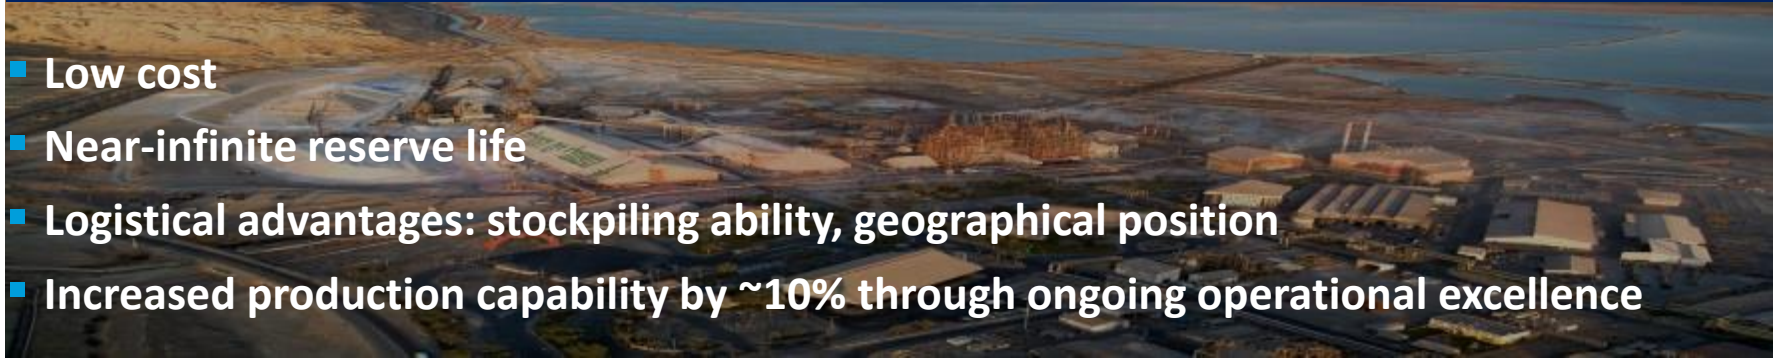 Low cost
Near-infinite reserve life
Logistical advantages: stockpiling ability, geographical position
Increased production capability by ~10% through ongoing operational excellence